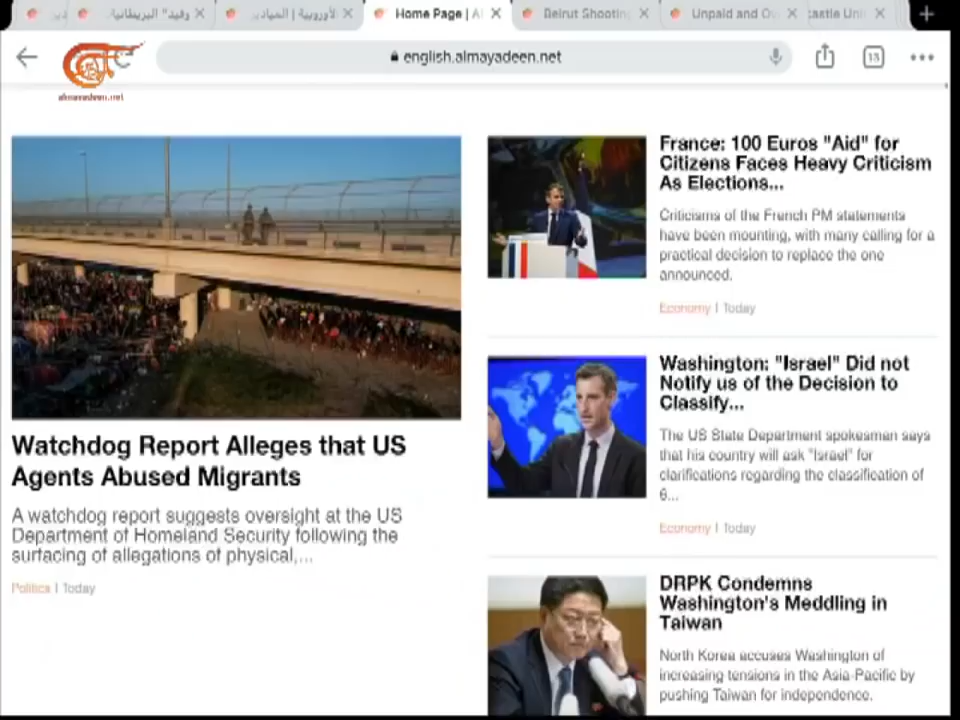 وفيد" البريطانية..
الأوروبية | الميادين
Home Page | Al
Beirut Shooting
Unpaid and Ov
castle Uni
almayadeen.net
english.almayadeen.net
13
Watchdog Report Alleges that US
Agents Abused Migrants
A watchdog report suggests oversight at the US
Department of Homeland Security following the
surfacing of allegations of physical,...
Politics | Today
France: 100 Euros "Aid" for
Citizens Faces Heavy Criticism
As Elections...
Criticisms of the French PM statements
have been mounting, with many calling for a
practical decision to replace the one
announced.
Economy | Today
Washington: "Israel" Did not
Notify us of the Decision to
Classify...
The US State Department spokesman says
that his country will ask "Israel" for
clarifications regarding the classification of
6...
Economy | Today
DRPK Condemns
Washington's Meddling in
Taiwan
North Korea accuses Washington of
increasing tensions in the Asia-Pacific by
pushing Taiwan for independence.